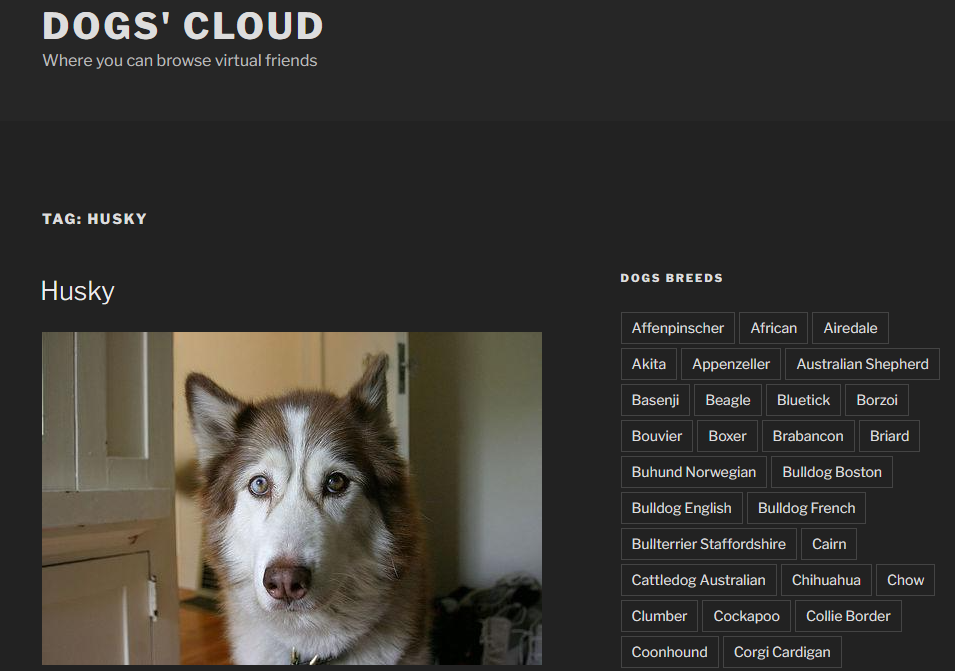 DOGS' CLOUD
Where you can browse virtual friends
TAG: HUSKY
Husky
DOGS BREEDS
Affenpinscher African Airedale
Akita Appenzeller Australian Shepherd
Basenji Beagle Bluetick Borzoi
Bouvier Boxer Brabancon Briard
Buhund Norwegian Bulldog Boston
Bulldog English Bulldog French
Bullterrier Staffordshire Cairn
Cattledog Australian Chihuahua Chow
Clumber Cockapoo Collie Border
Coonhound Corgi Cardigan